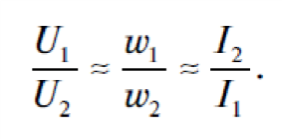 U₁/U₂ ≈ w₁/w₂ ≈ I₂/I₁.